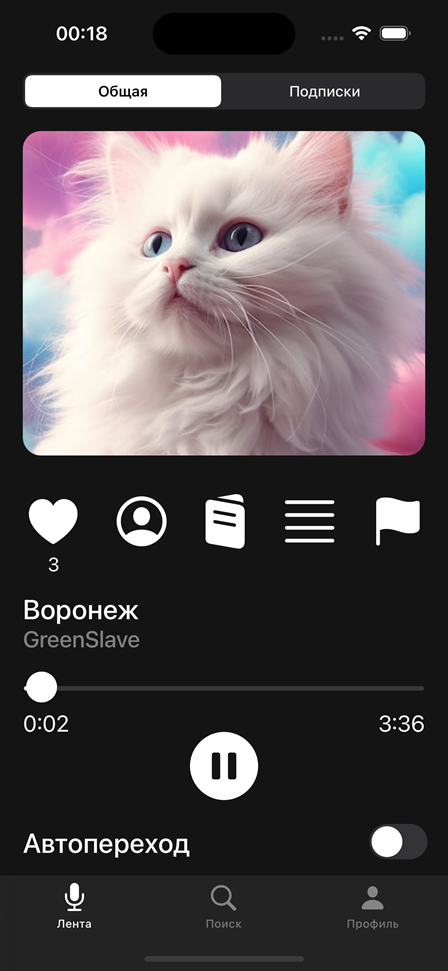 00:18
Общая Подписки
3
Воронеж
GreenSlave
0:02 3:36
Автопереход
Лента Поиск Профиль